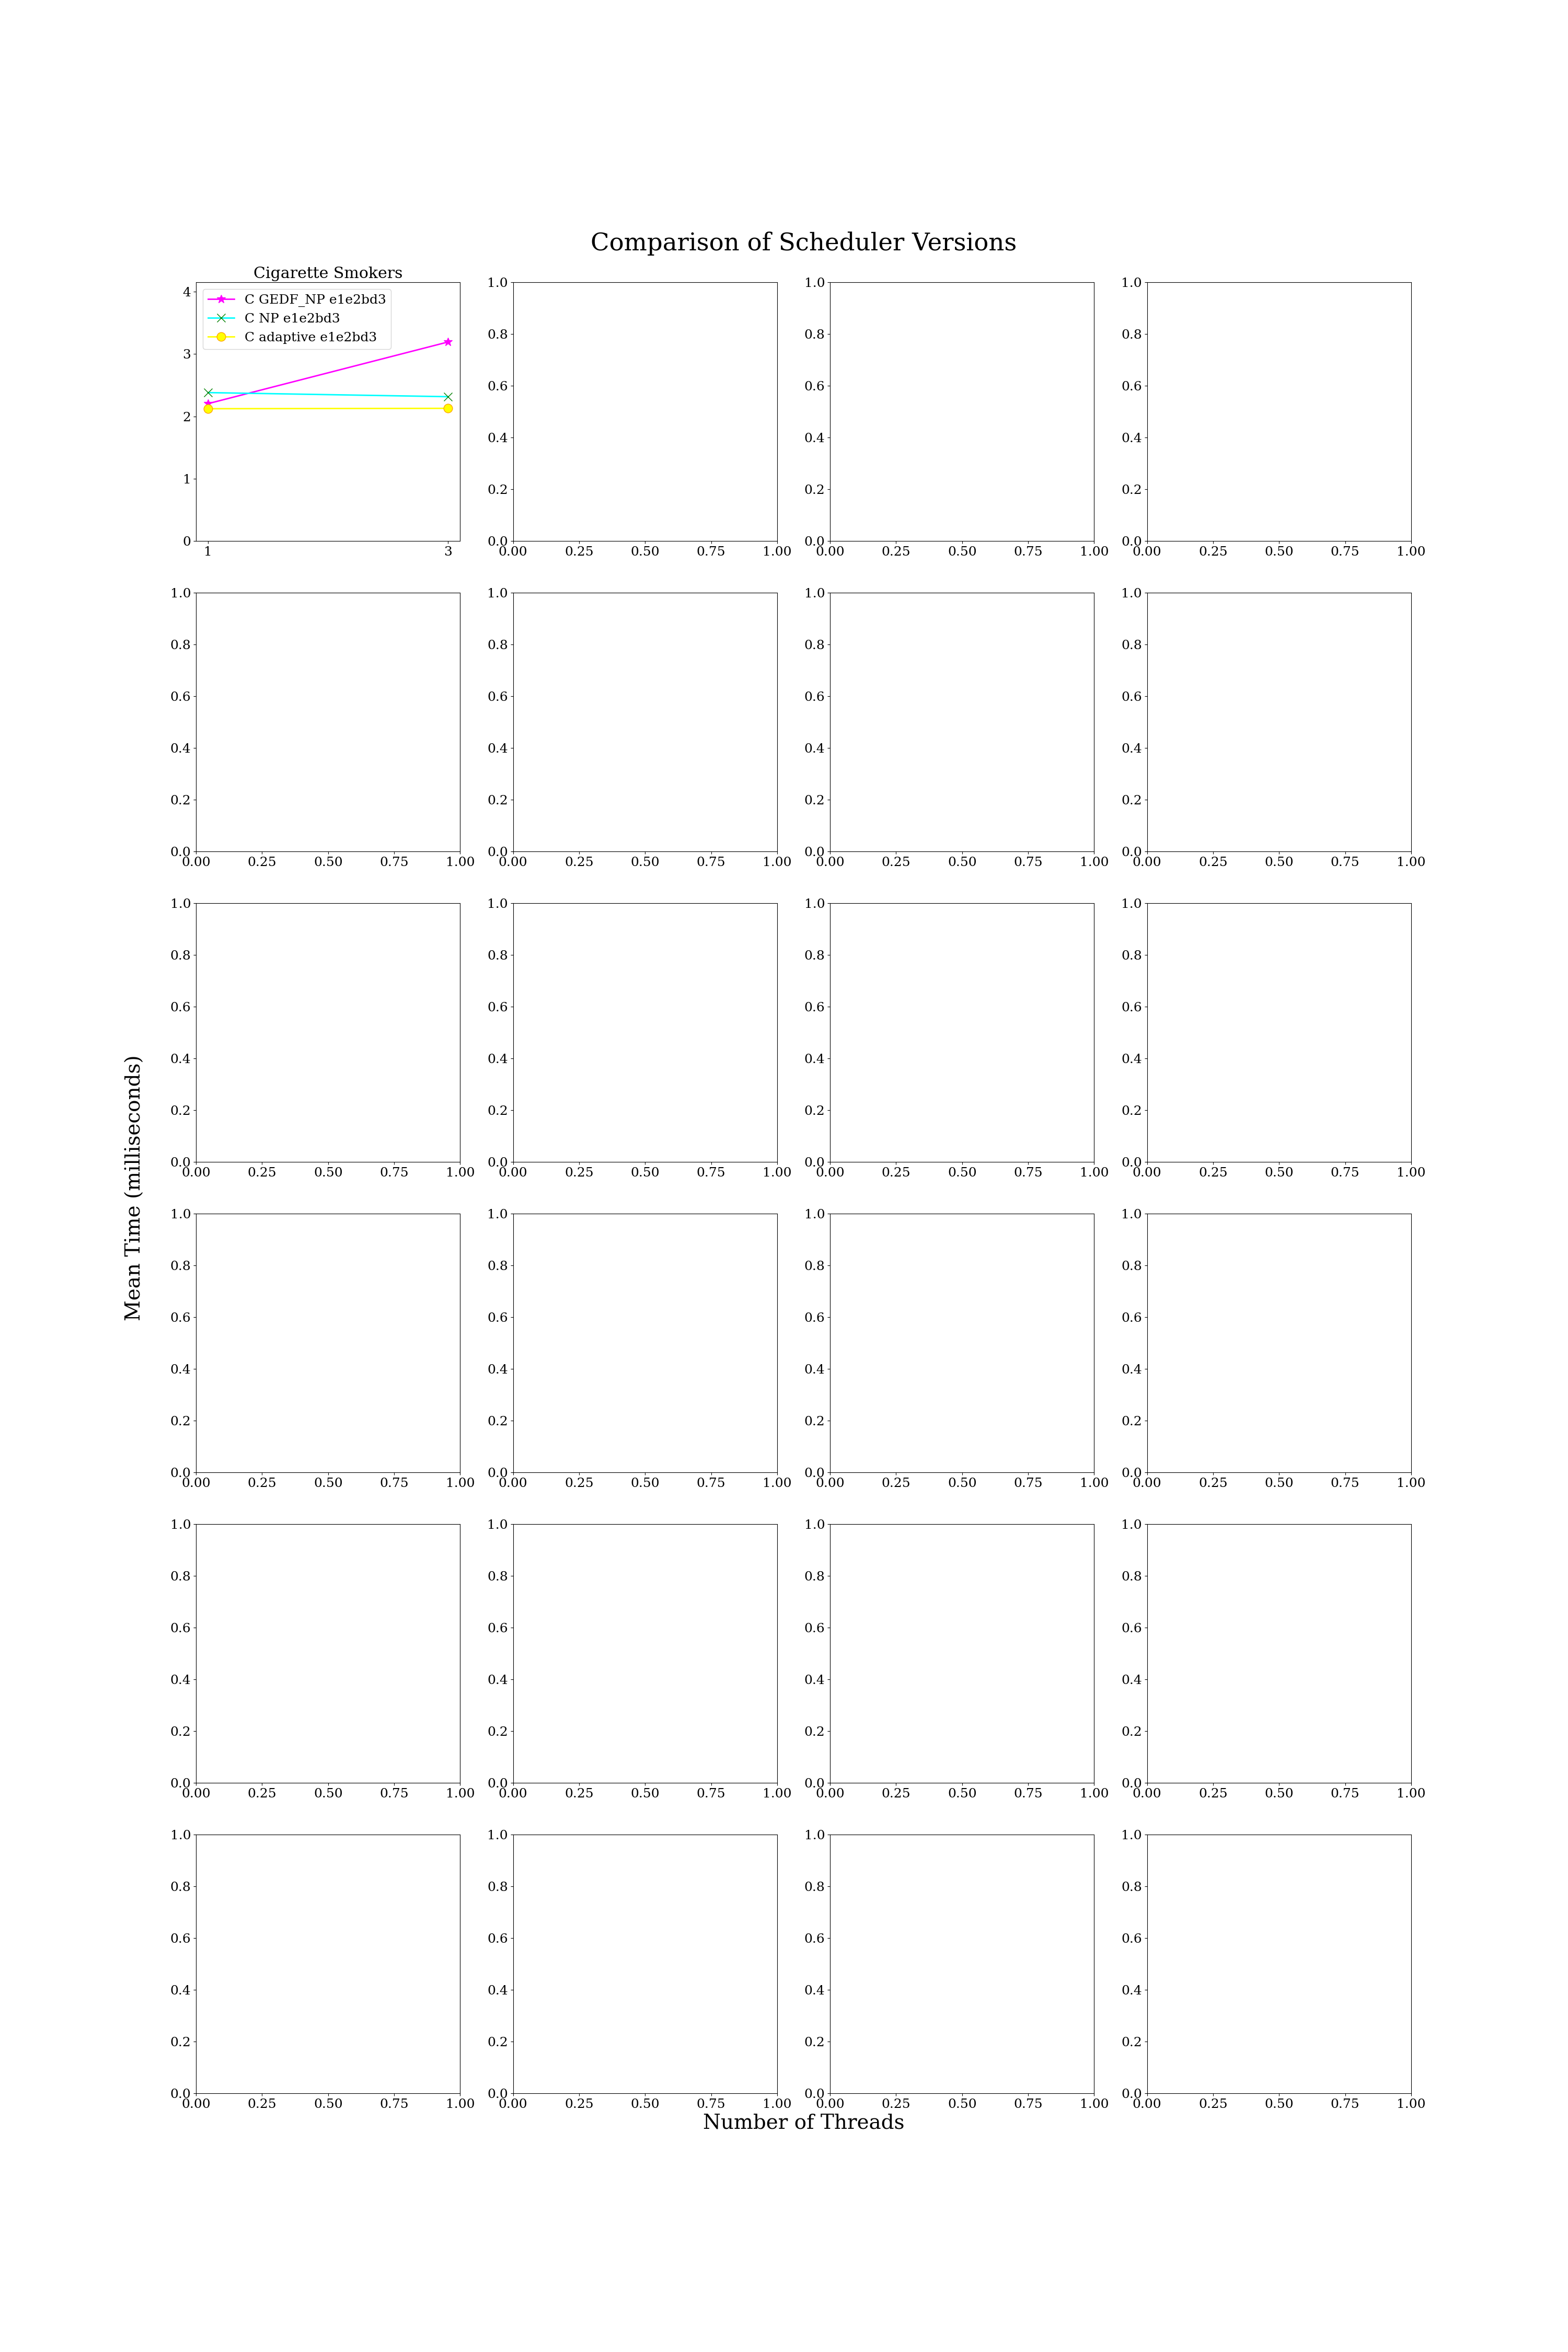 Comparison of Scheduler Versions
Cigarette Smokers
4 C GEDF_NP e1e2bd3 1.0 1.0 1.0
C NP e1e2bd3
C adaptive e1e2bd3 0.8 0.8 0.8
3
0.6 0.6 0.6
2
0.4 0.4 0.4
1 0.2 0.2 0.2
0 0.0 0.0 0.0
1 3 0.00 0.25 0.50 0.75 1.00 0.00 0.25 0.50 0.75 1.00 0.00 0.25 0.50 0.75 1.00
1.0 1.0 1.0 1.0
0.8 0.8 0.8 0.8
0.6 0.6 0.6 0.6
0.4 0.4 0.4 0.4
0.2 0.2 0.2 0.2
0.0 0.0 0.0 0.0
0.00 0.25 0.50 0.75 1.00 0.00 0.25 0.50 0.75 1.00 0.00 0.25 0.50 0.75 1.00 0.00 0.25 0.50 0.75 1.00
1.0 1.0 1.0 1.0
0.8 0.8 0.8 0.8
0.6 0.6 0.6 0.6
0.4 0.4 0.4 0.4
0.2 0.2 0.2 0.2
0.0 0.0 0.0 0.0
0.00 0.25 0.50 0.75 1.00 0.00 0.25 0.50 0.75 1.00 0.00 0.25 0.50 0.75 1.00 0.00 0.25 0.50 0.75 1.00
Mean Time (milliseconds)
1.0 1.0 1.0 1.0
0.8 0.8 0.8 0.8
0.6 0.6 0.6 0.6
0.4 0.4 0.4 0.4
0.2 0.2 0.2 0.2
0.0 0.0 0.0 0.0
0.00 0.25 0.50 0.75 1.00 0.00 0.25 0.50 0.75 1.00 0.00 0.25 0.50 0.75 1.00 0.00 0.25 0.50 0.75 1.00
1.0 1.0 1.0 1.0
0.8 0.8 0.8 0.8
0.6 0.6 0.6 0.6
0.4 0.4 0.4 0.4
0.2 0.2 0.2 0.2
0.0 0.0 0.0 0.0
0.00 0.25 0.50 0.75 1.00 0.00 0.25 0.50 0.75 1.00 0.00 0.25 0.50 0.75 1.00 0.00 0.25 0.50 0.75 1.00
1.0 1.0 1.0 1.0
0.8 0.8 0.8 0.8
0.6 0.6 0.6 0.6
0.4 0.4 0.4 0.4
0.2 0.2 0.2 0.2
0.0 0.0 0.0 0.0
0.00 0.25 0.50 0.75 1.00 0.00 0.25 0.50 0.75 1.00 0.00 0.25 0.50 0.75 1.00 0.00 0.25 0.50 0.75 1.00
Number of Threads